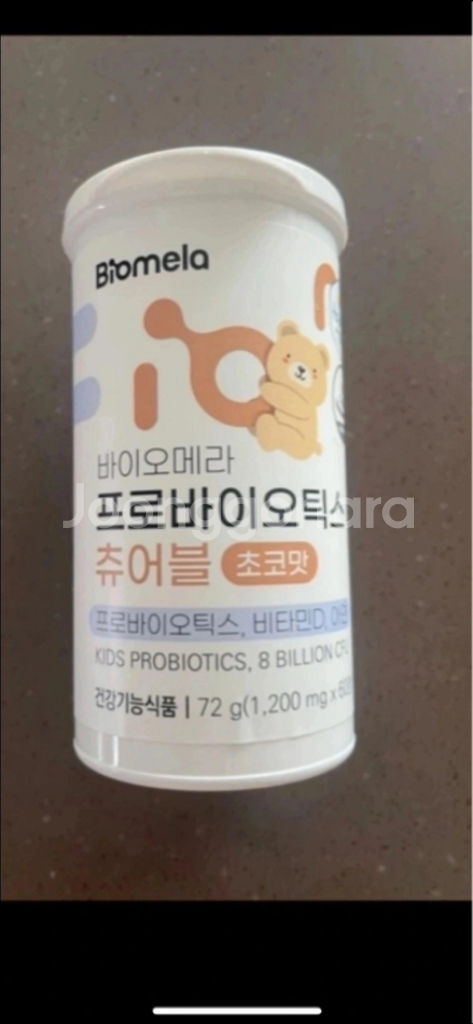 Biomela
바이오메라
프로바이오틱스
츄어블 초코맛
프로바이오틱스, 비타민D,
KIDS PROBIOTICS, 8 BILLION CFU
건강기능식품 | 72 g(1,200 mg x
Joonggonara